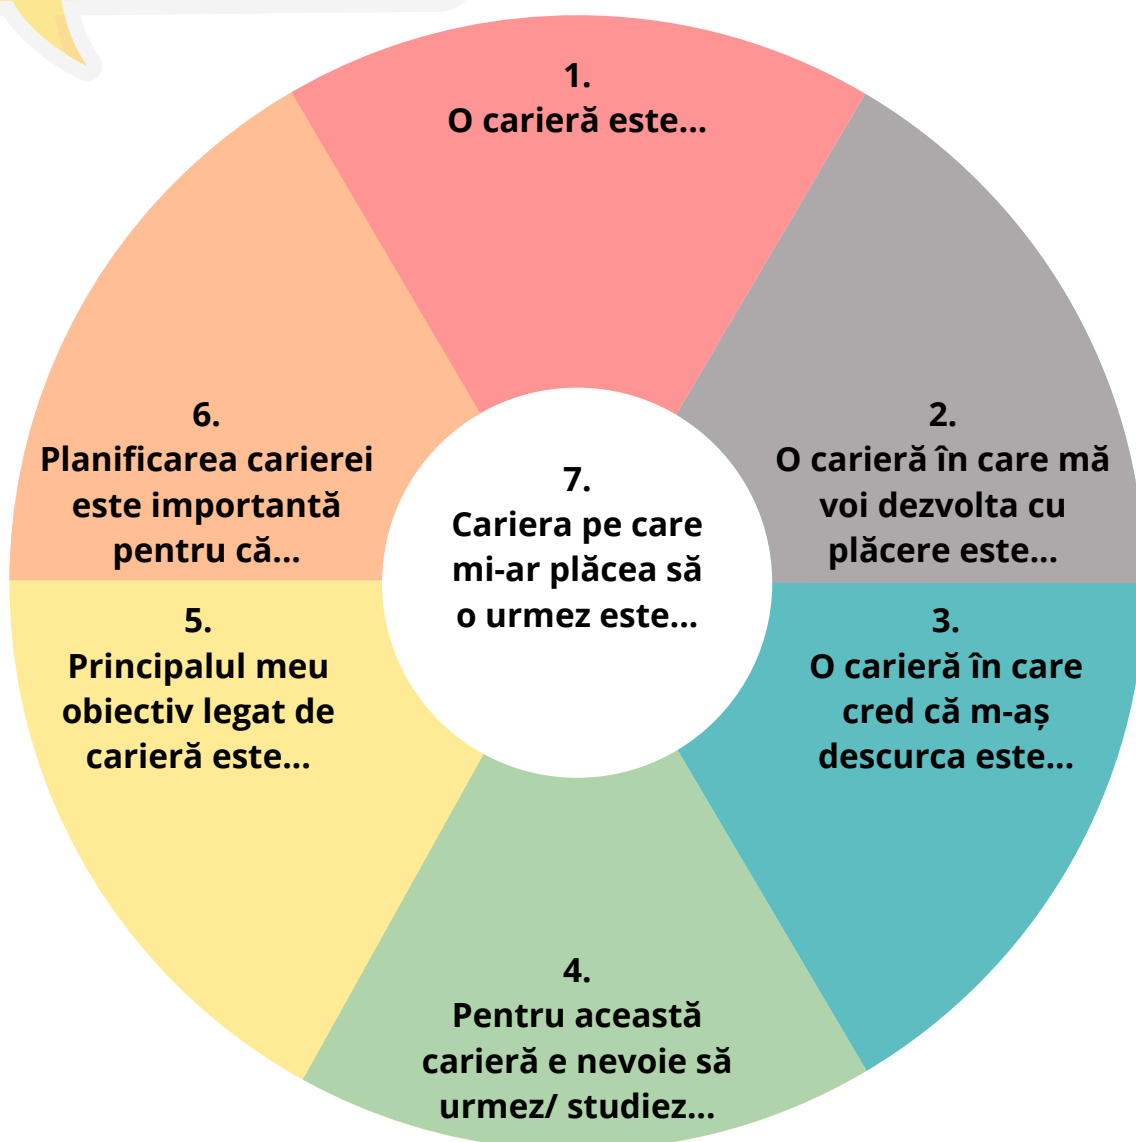 1.
O carieră este...
2.
O carieră în care mă
voi dezvolta cu
plăcere este...
3.
O carieră în care
cred că m-aș
descurca este...
4.
Pentru această
carieră e nevoie să
urmez/ studiez...
5.
Principalul meu
obiectiv legat de
carieră este...
6.
Planificarea carierei
este importantă
pentru că...
7.
Cariera pe care
mi-ar plăcea să
o urmez este...